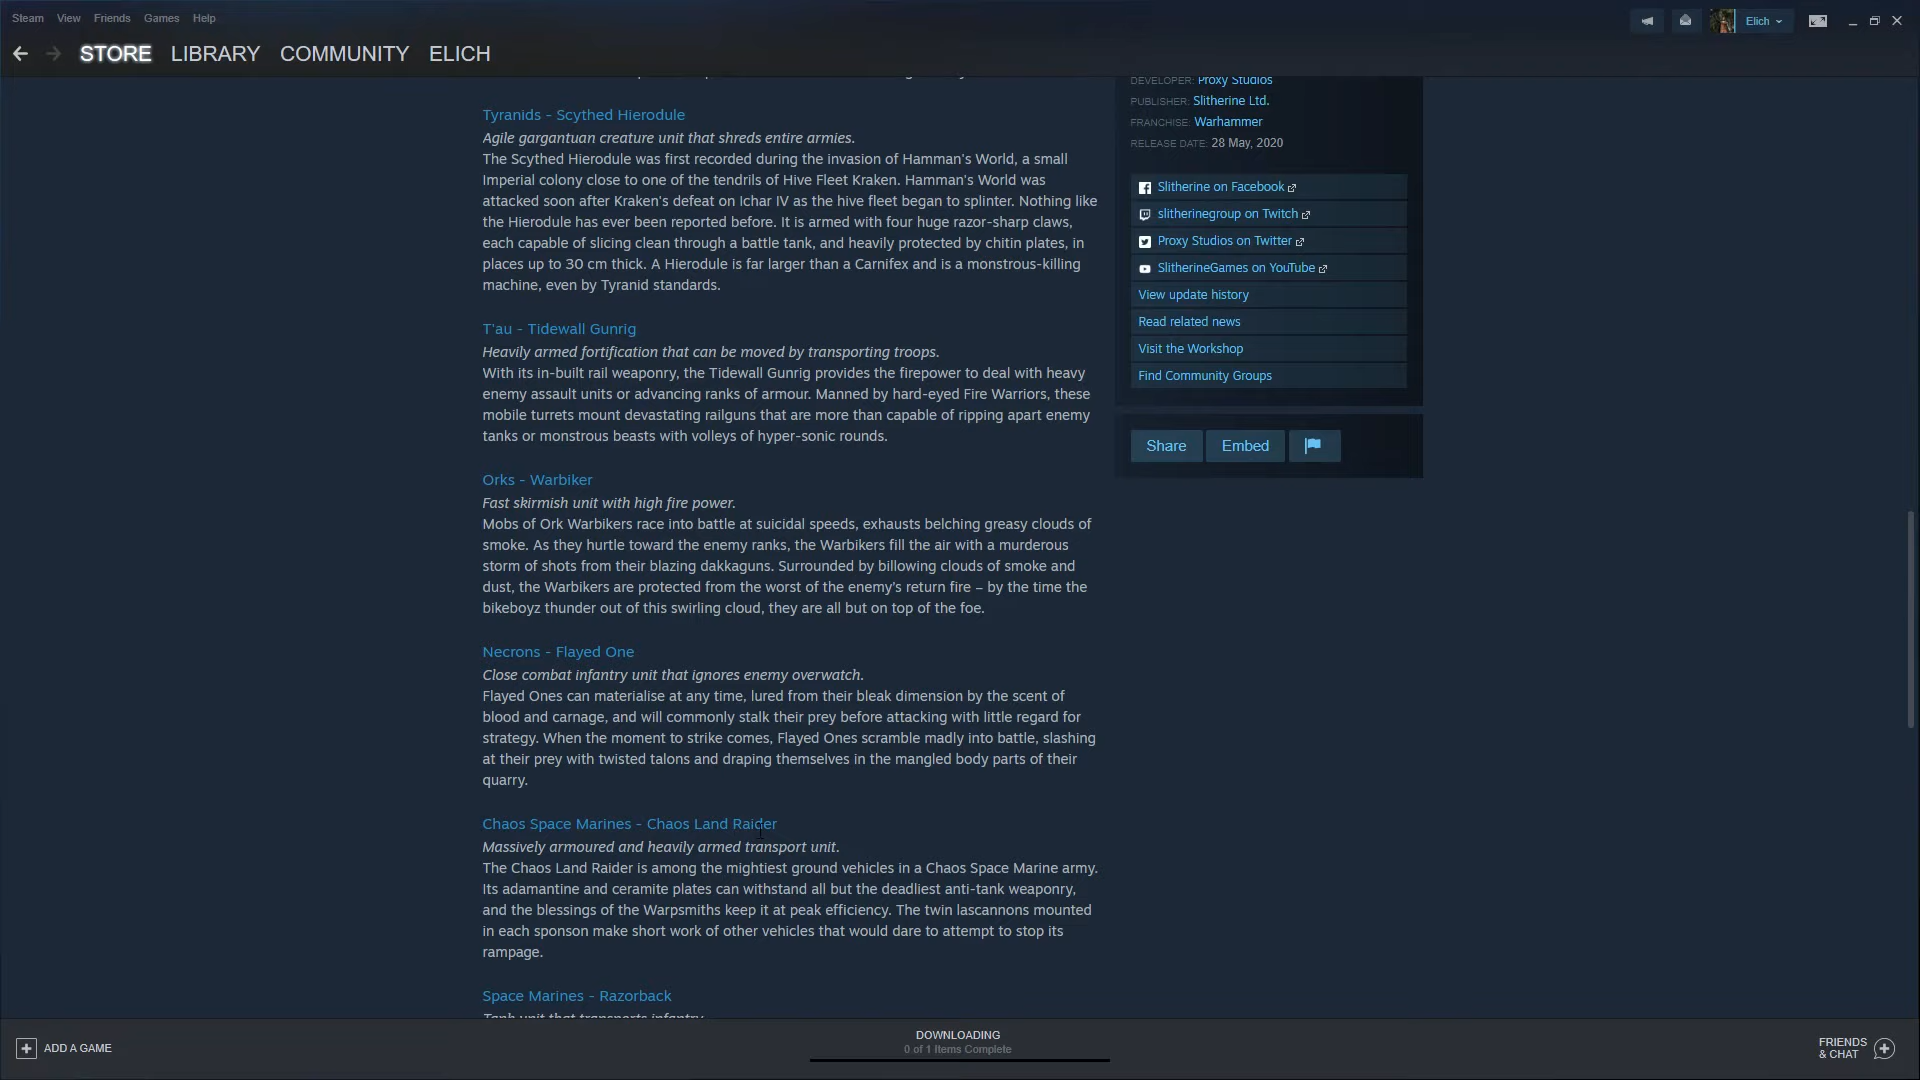 Steam View Friends Games Help
Elich
STORE LIBRARY COMMUNITY ELICH
Tyranids - Scythed Hierodule
Agile gargantuan creature unit that shreds entire armies.
The Scythed Hierodule was first recorded during the invasion of Hamman's World, a small
Imperial colony close to one of the tendrils of Hive Fleet Kraken. Hamman's World was
attacked soon after Kraken's defeat on Ichar IV as the hive fleet began to splinter. Nothing like
the Hierodule has ever been reported before. It is armed with four huge razor-sharp claws,
each capable of slicing clean through a battle tank, and heavily protected by chitin plates, in
places up to 30 cm thick. A Hierodule is far larger than a Carnifex and is a monstrous-killing
machine, even by Tyranid standards.
T'au - Tidewall Gunrig
Heavily armed fortification that can be moved by transporting troops.
With its in-built rail weaponry, the Tidewall Gunrig provides the firepower to deal with heavy
enemy assault units or advancing ranks of armour. Manned by hard-eyed Fire Warriors, these
mobile turrets mount devastating railguns that are more than capable of ripping apart enemy
tanks or monstrous beasts with volleys of hyper-sonic rounds.
Orks - Warbiker
Fast skirmish unit with high fire power.
Mobs of Ork Warbikers race into battle at suicidal speeds, exhausts belching greasy clouds of
smoke. As they hurtle toward the enemy ranks, the Warbikers fill the air with a murderous
storm of shots from their blazing dakkaguns. Surrounded by billowing clouds of smoke and
dust, the Warbikers are protected from the worst of the enemy's return fire – by the time the
bikeboyz thunder out of this swirling cloud, they are all but on top of the foe.
Necrons - Flayed One
Close combat infantry unit that ignores enemy overwatch.
Flayed Ones can materialise at any time, lured from their bleak dimension by the scent of
blood and carnage, and will commonly stalk their prey before attacking with little regard for
strategy. When the moment to strike comes, Flayed Ones scramble madly into battle, slashing
at their prey with twisted talons and draping themselves in the mangled body parts of their
quarry.
Chaos Space Marines - Chaos Land Raider
Massively armoured and heavily armed transport unit.
The Chaos Land Raider is among the mightiest ground vehicles in a Chaos Space Marine army.
Its adamantine and ceramite plates can withstand all but the deadliest anti-tank weaponry,
and the blessings of the Warpsmiths keep it at peak efficiency. The twin lascannons mounted
in each sponson make short work of other vehicles that would dare to attempt to stop its
rampage.
Space Marines - Razorback
Tank unit that transports infantry.
DEVELOPER: Proxy Studios
PUBLISHER: Slitherine Ltd.
FRANCHISE: Warhammer
RELEASE DATE: 28 May, 2020
Slitherine on Facebook
slitherinegroup on Twitch
Proxy Studios on Twitter
SlitherineGames on YouTube
View update history
Read related news
Visit the Workshop
Find Community Groups
Share Embed
ADD A GAME
DOWNLOADING
0 of 1 Items Complete
FRIENDS
& CHAT